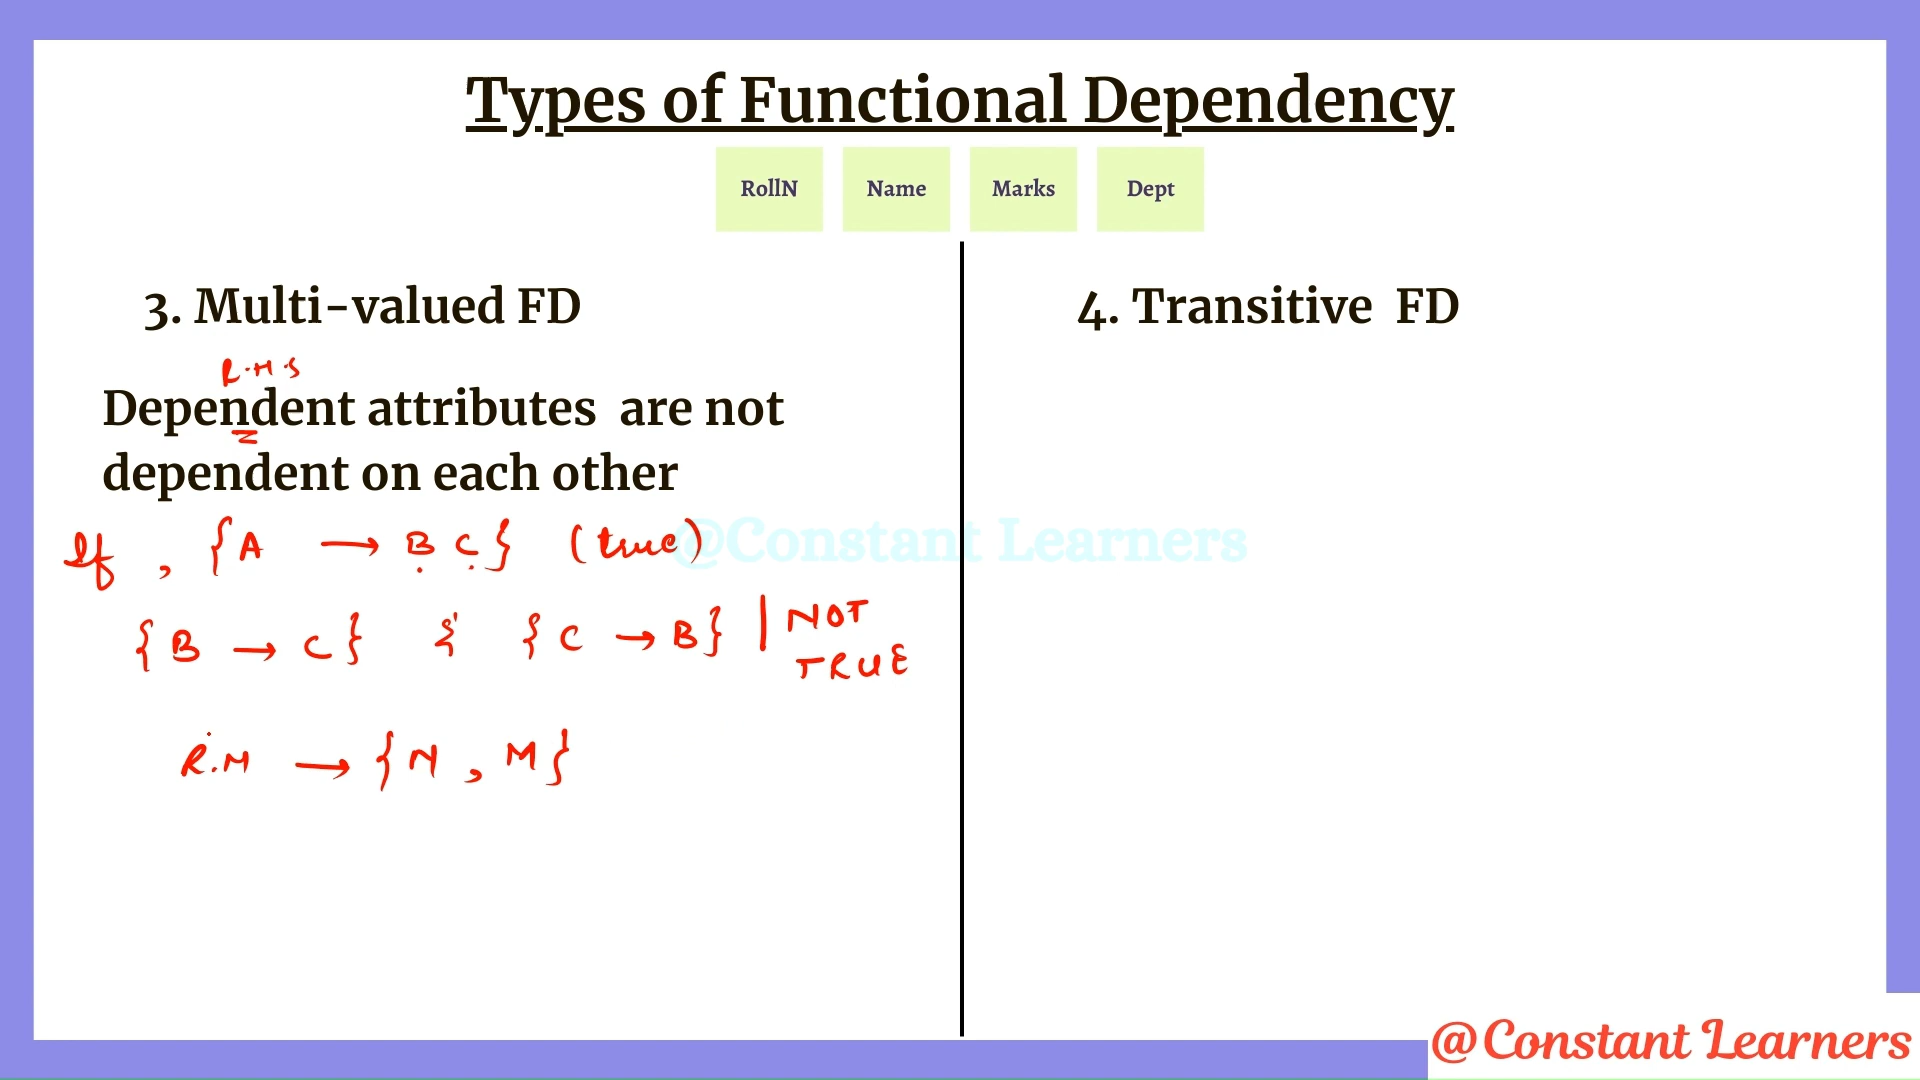 Types of Functional Dependency
RollN Name Marks Dept
3. Multi-valued FD
R.H.S
Dependent attributes are not
dependent on each other
If, {A → B C} (true)
{B → C} & {C → B} | NOT
TRUE
R.N → {N, M}
4. Transitive FD
@Constant Learners
@Constant Learners